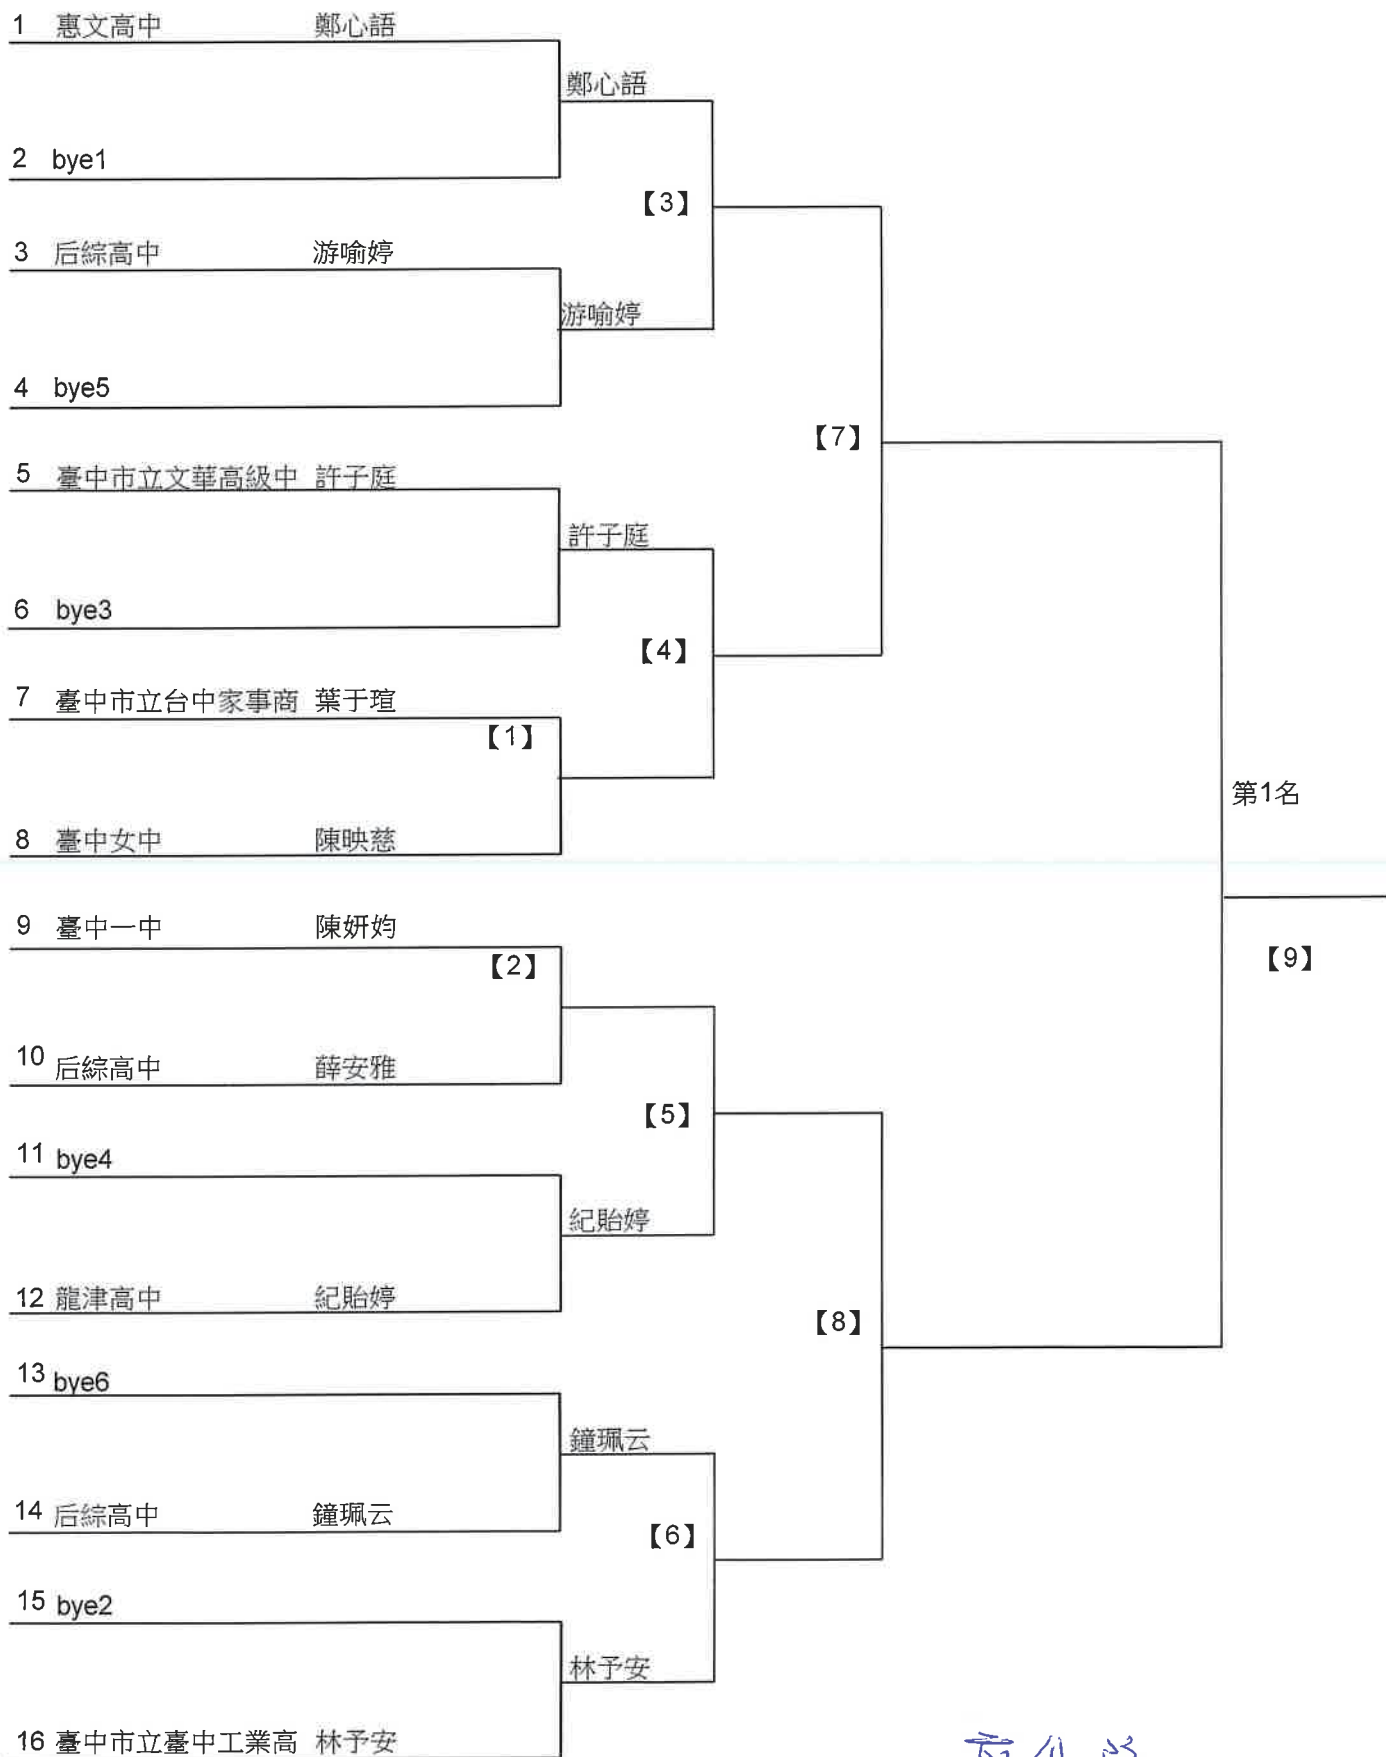 1 惠文高中 鄭心語
鄭心語
2 bye1
【3】
3 后綜高中 游喻婷
游喻婷
4 bye5
【7】
5 臺中市立文華高級中 許子庭
許子庭
6 bye3
【4】
7 臺中市立台中家事商 葉于瑄
【1】
第1名
8 臺中女中 陳映慈
9 臺中一中 陳妍均
【2】
【9】
10 后綜高中 薛安雅
【5】
11 bye4
紀貽婷
12 龍津高中 紀貽婷
【8】
13 bye6
鐘珮云
14 后綜高中 鐘珮云
【6】
15 bye2
林予安
16 臺中市立臺中工業高 林予安